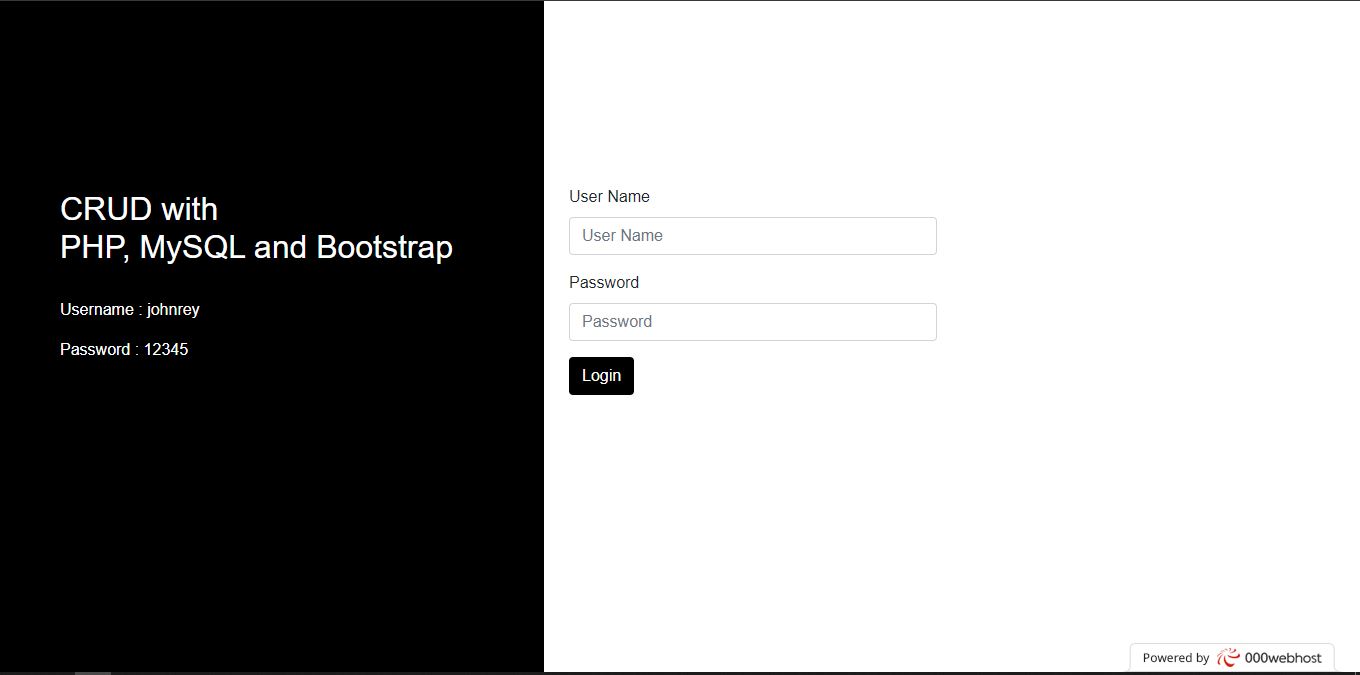 CRUD with
PHP, MySQL and Bootstrap
Username : johnrey
Password : 12345
User Name
User Name
Password
Password
Login
Powered by 000webhost